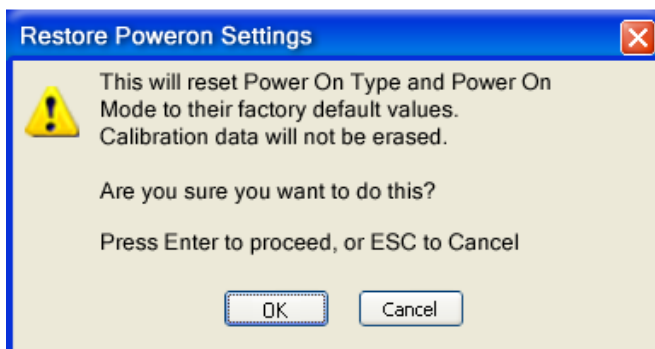 Restore Poweron Settings
This will reset Power On Type and Power On
Mode to their factory default values.
Calibration data will not be erased.
Are you sure you want to do this?
Press Enter to proceed, or ESC to Cancel
OK
Cancel